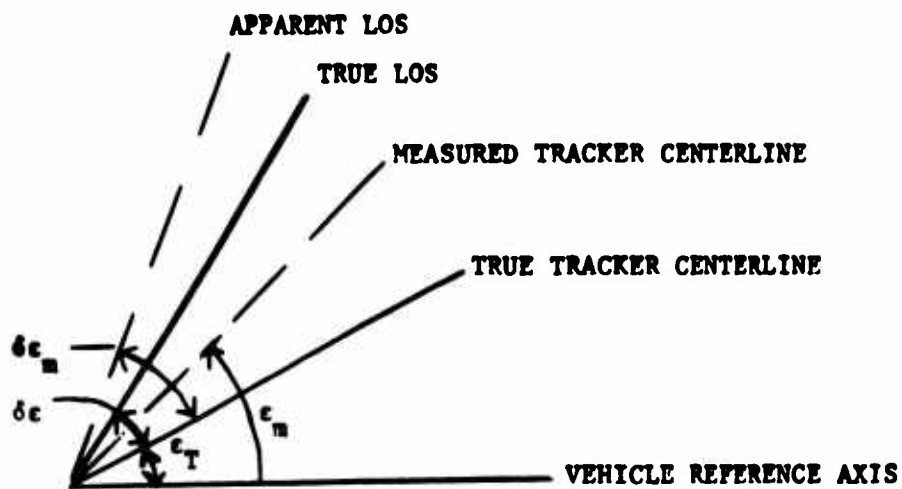 APPARENT LOS
TRUE LOS
MEASURED TRACKER CENTERLINE
TRUE TRACKER CENTERLINE
δε_m
δε
ε_T
ε_m
VEHICLE REFERENCE AXIS